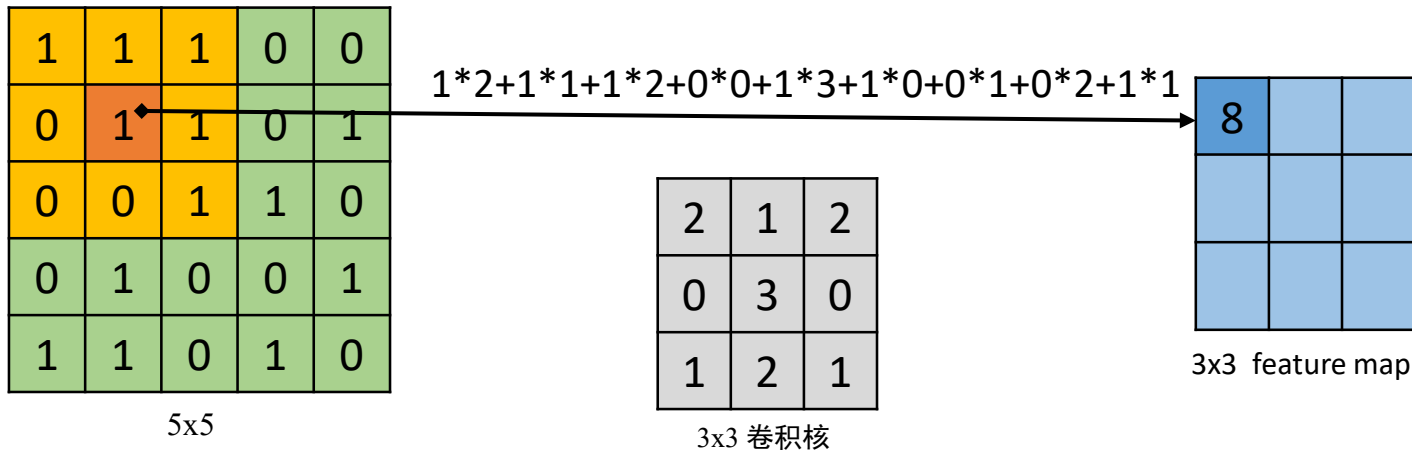 1 1 1 0 0
0 1 1 0 1
0 0 1 1 0
0 1 0 0 1
1 1 0 1 0
5x5
1*2+1*1+1*2+0*0+1*3+1*0+0*1+0*2+1*1
2 1 2
0 3 0
1 2 1
3x3 卷积核
8
3x3 feature map